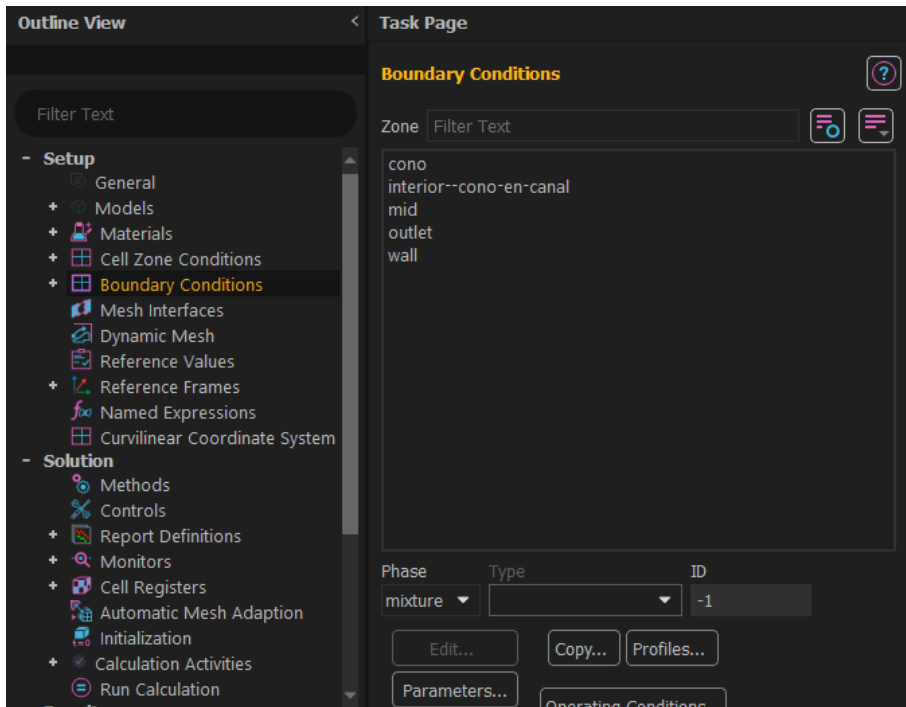 Outline View
<
Filter Text
- Setup
General
+ Models
+ Materials
+ Cell Zone Conditions
+ Boundary Conditions
Mesh Interfaces
Dynamic Mesh
Reference Values
+ Reference Frames
f(x) Named Expressions
Curvilinear Coordinate System
- Solution
Methods
Controls
+ Report Definitions
+ Monitors
+ Cell Registers
Automatic Mesh Adaption
t=0 Initialization
+ Calculation Activities
Run Calculation
Task Page
Boundary Conditions
?
Zone Filter Text
cono
interior--cono-en-canal
mid
outlet
wall
Phase Type ID
mixture -1
Edit... Copy... Profiles...
Parameters... Operating Conditions...